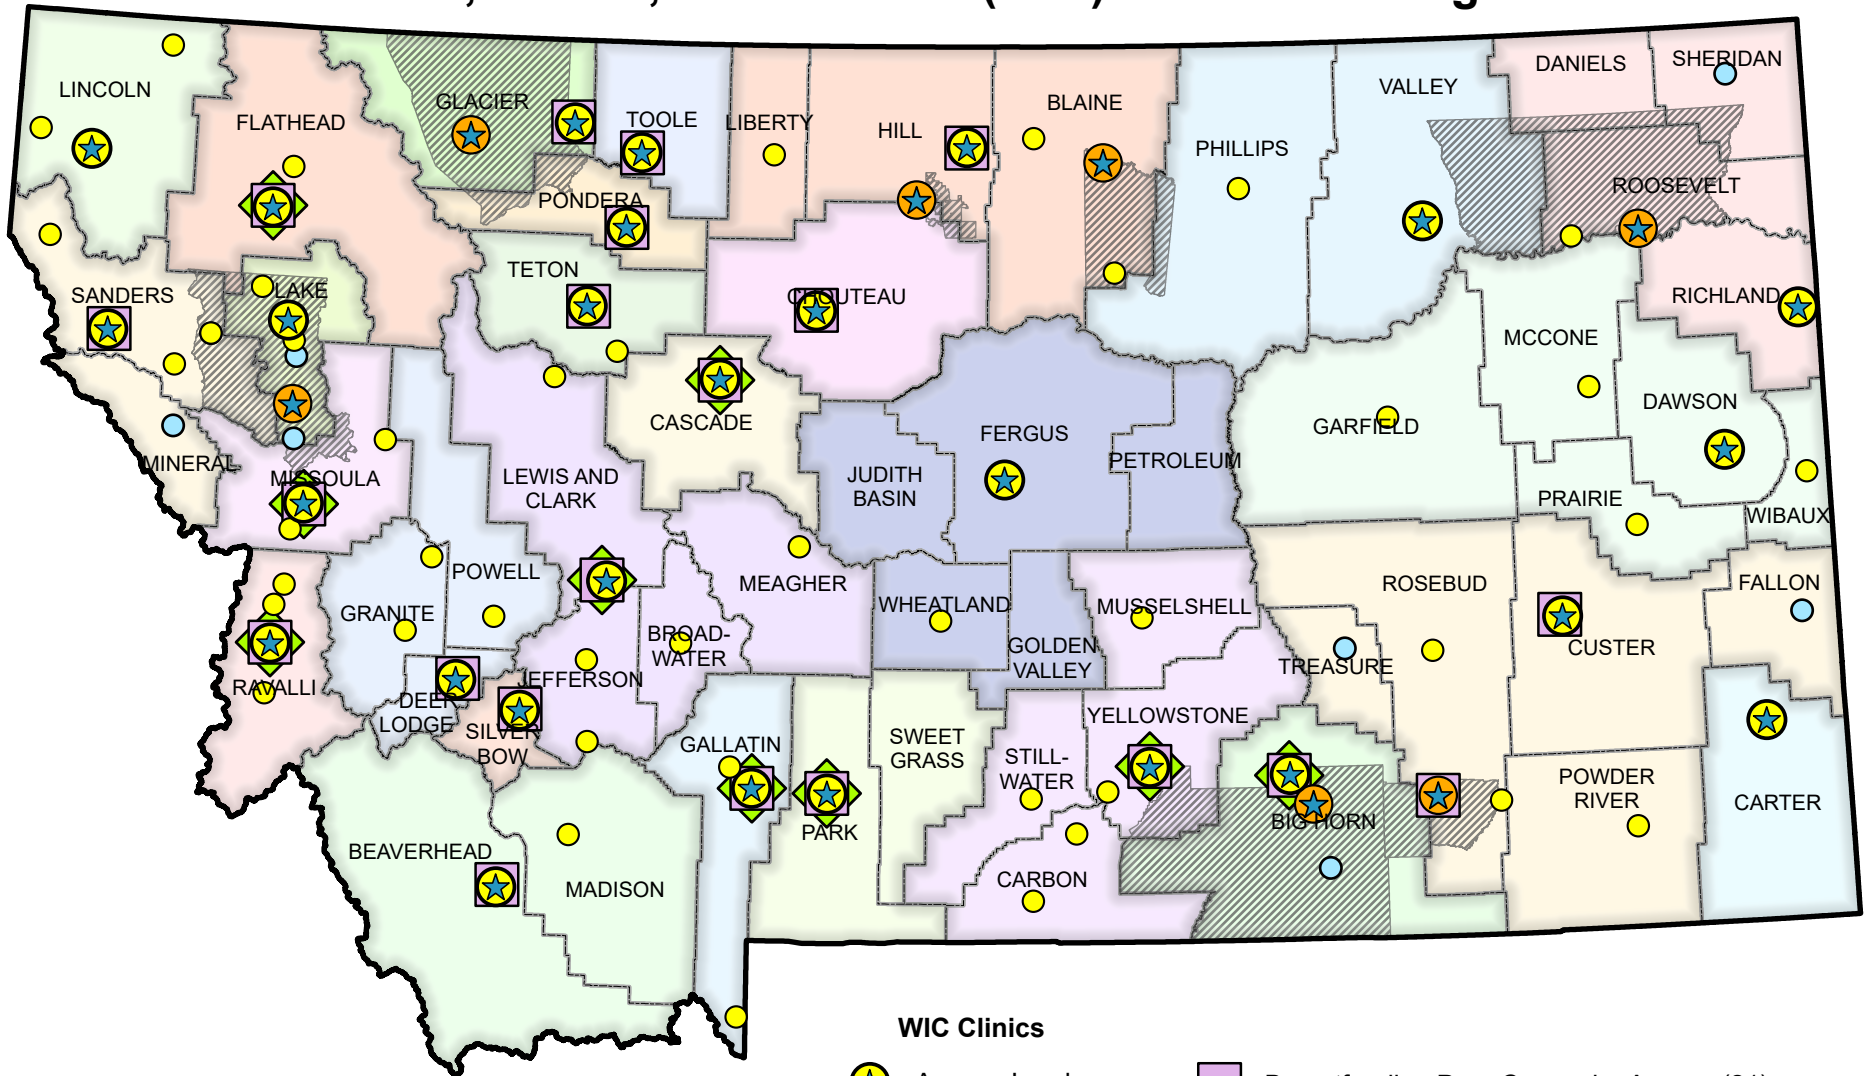 LINCOLN
FLATHEAD
GLACIER
TOOLE
LIBERTY
HILL
BLAINE
PHILLIPS
VALLEY
DANIELS
SHERIDAN
PONDERA
ROOSEVELT
SANDERS
LAKE
TETON
CHOUTEAU
RICHLAND
MCCONE
CASCADE
FERGUS
GARFIELD
DAWSON
MINERAL
MISSOULA
LEWIS AND
CLARK
JUDITH
BASIN
PETROLEUM
PRAIRIE
WIBAUX
POWELL
GRANITE
MEAGHER
WHEATLAND
MUSSELSHELL
ROSEBUD
FALLON
BROAD-
WATER
GOLDEN
VALLEY
TREASURE
CUSTER
RAVALLI
DEER
LODGE
JEFFERSON
SILVER
BOW
GALLATIN
SWEET
GRASS
STILL-
WATER
YELLOWSTONE
POWDER
RIVER
CARTER
PARK
BIG HORN
BEAVERHEAD
MADISON
CARBON
WIC Clinics